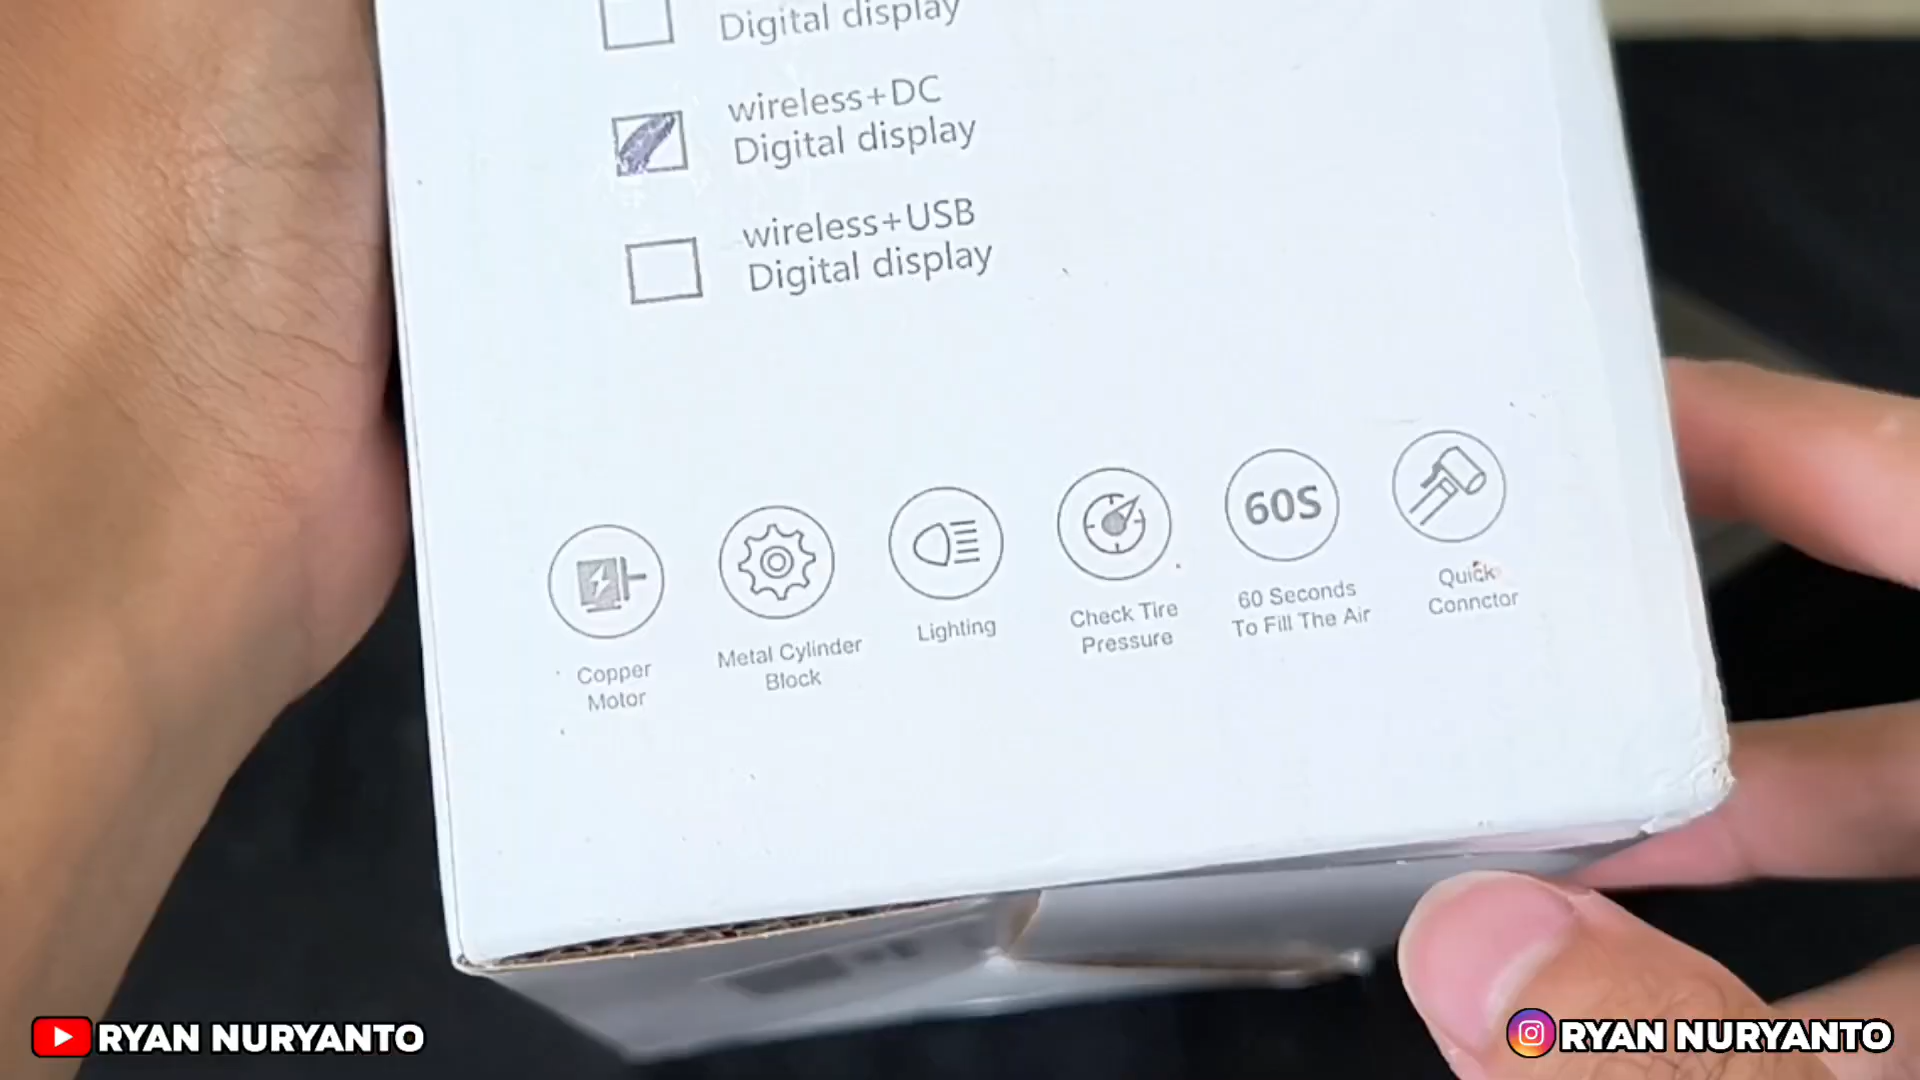 Digital display
wireless+DC
Digital display
wireless+USB
Digital display
60S
Copper
Motor
Metal Cylinder
Block
Lighting
Check Tire
Pressure
60 Seconds
To Fill The Air
Quick
Connctor
RYAN NURYANTO
RYAN NURYANTO